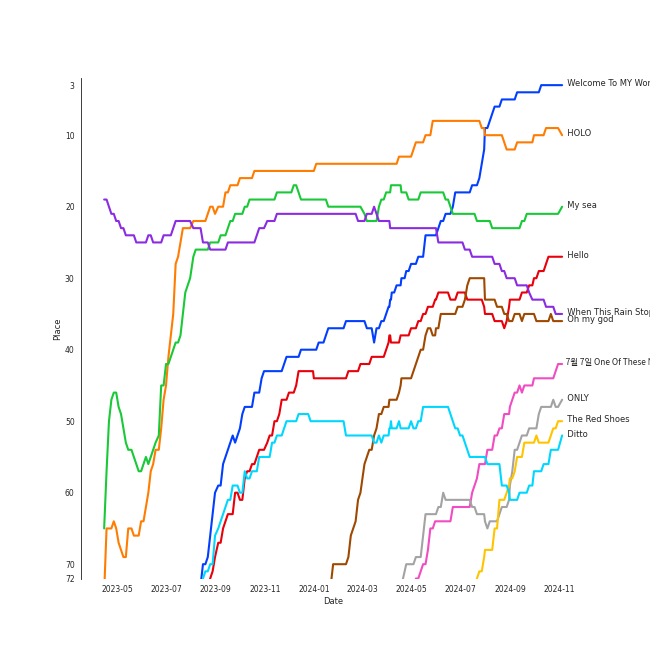 3
Welcome To MY Wor
10
HOLO
20
My sea
Hello
30
When This Rain Stop
Oh my god
Place
40
7월 7일 One Of These N
ONLY
50
The Red Shoes
Ditto
60
70
72
2023-05
2023-07
2023-09
2023-11
2024-01
2024-03
2024-05
2024-07
2024-09
2024-11
Date